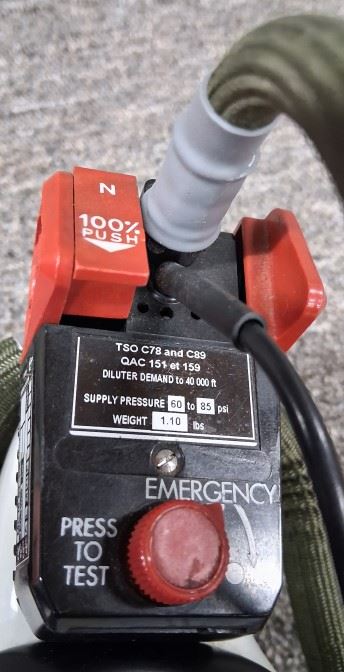 N
100%
PUSH
TSO C78 and C89
QAC 151 et 159
DILUTER DEMAND to 40 000 ft
SUPPLY PRESSURE 60 to 85 psi
WEIGHT 1.10 lbs
EMERGENCY
PRESS
TO
TEST